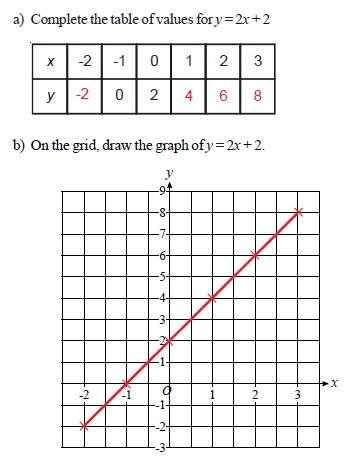 a) Complete the table of values for y = 2x + 2
x -2 -1 0 1 2 3
y -2 0 2 4 6 8
b) On the grid, draw the graph of y = 2x + 2.
y
9
8
7
6
5
4
3
2
1
-2 -1 O 1 2 3 x
-1
-2
-3